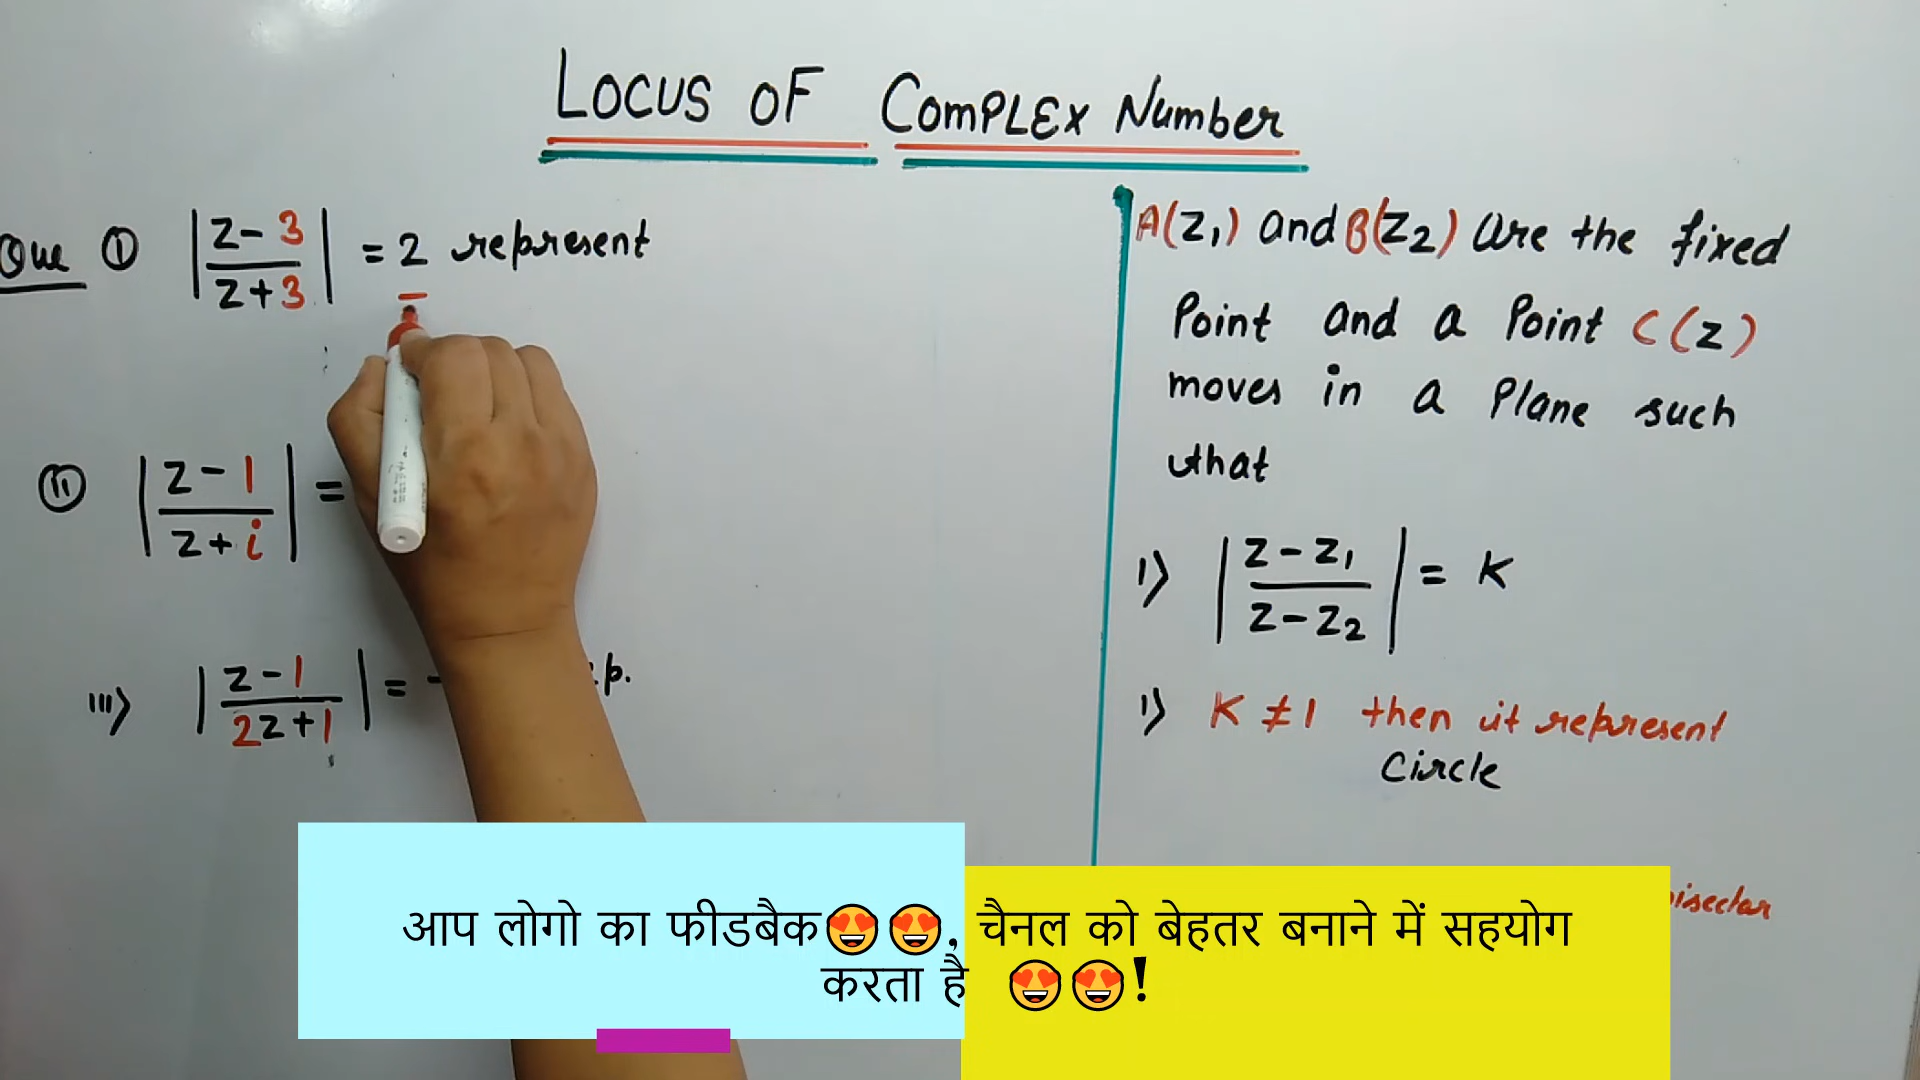 LOCUS OF COMPLEX Number
Que ① |z-3/z+3| = 2 represent
ⓘⓘ |z-1/z+i| =
iii) |z-1/2z+1| =
A(z₁) and B(z₂) are the fixed
Point and a Point C(z)
moves in a Plane such
that
1) |z-z₁/z-z₂| = K
1) K ≠ 1 then it represent
Circle
आप लोगो का फीडबैक😍😍, चैनल को बेहतर बनाने में सहयोग
करता है 😍😍!